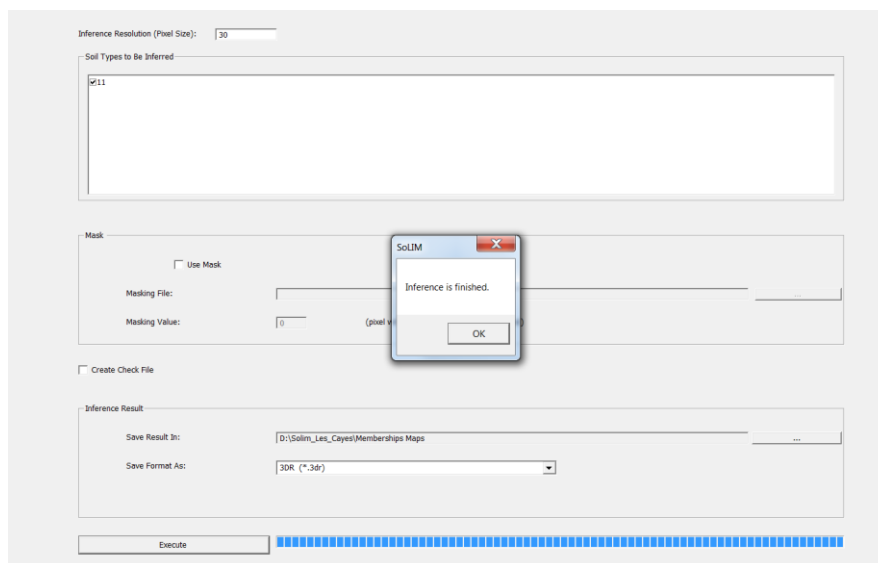 Inference Resolution (Pixel Size): 30
Soil Types to Be Inferred
11
Mask
Use Mask
SoLIM
Inference is finished.
OK
Masking File: ...
Masking Value: 0 (pixel )
Create Check File
Inference Result
Save Result In: D:\Solim_Les_Cayes\Memberships Maps ...
Save Format As: 3DR (*.3dr)
Execute